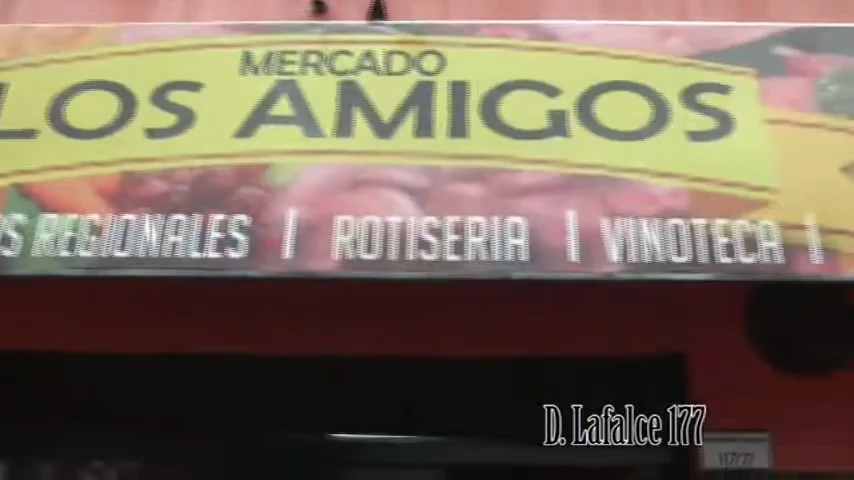 MERCADO
LOS AMIGOS
S REGIONALES | ROTISERIA | VINOTECA |
D. Lafalce 177